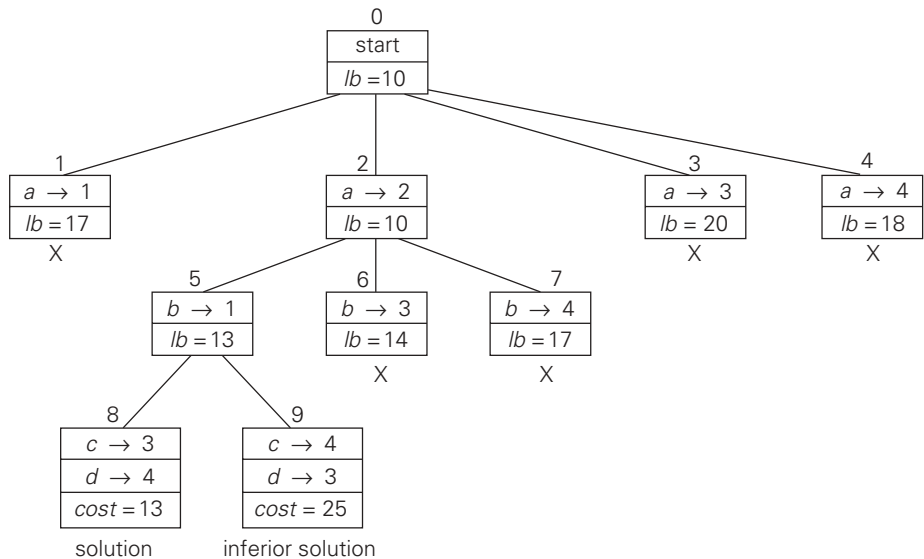 0
start
lb = 10
1
2
3
4
a → 1
a → 2
a → 3
a → 4
lb = 17
lb = 10
lb = 20
lb = 18
X
X
X
5
6
7
b → 1
b → 3
b → 4
lb = 13
lb = 14
lb = 17
X
X
8
9
c → 3
c → 4
d → 4
d → 3
cost = 13
cost = 25
solution
inferior solution